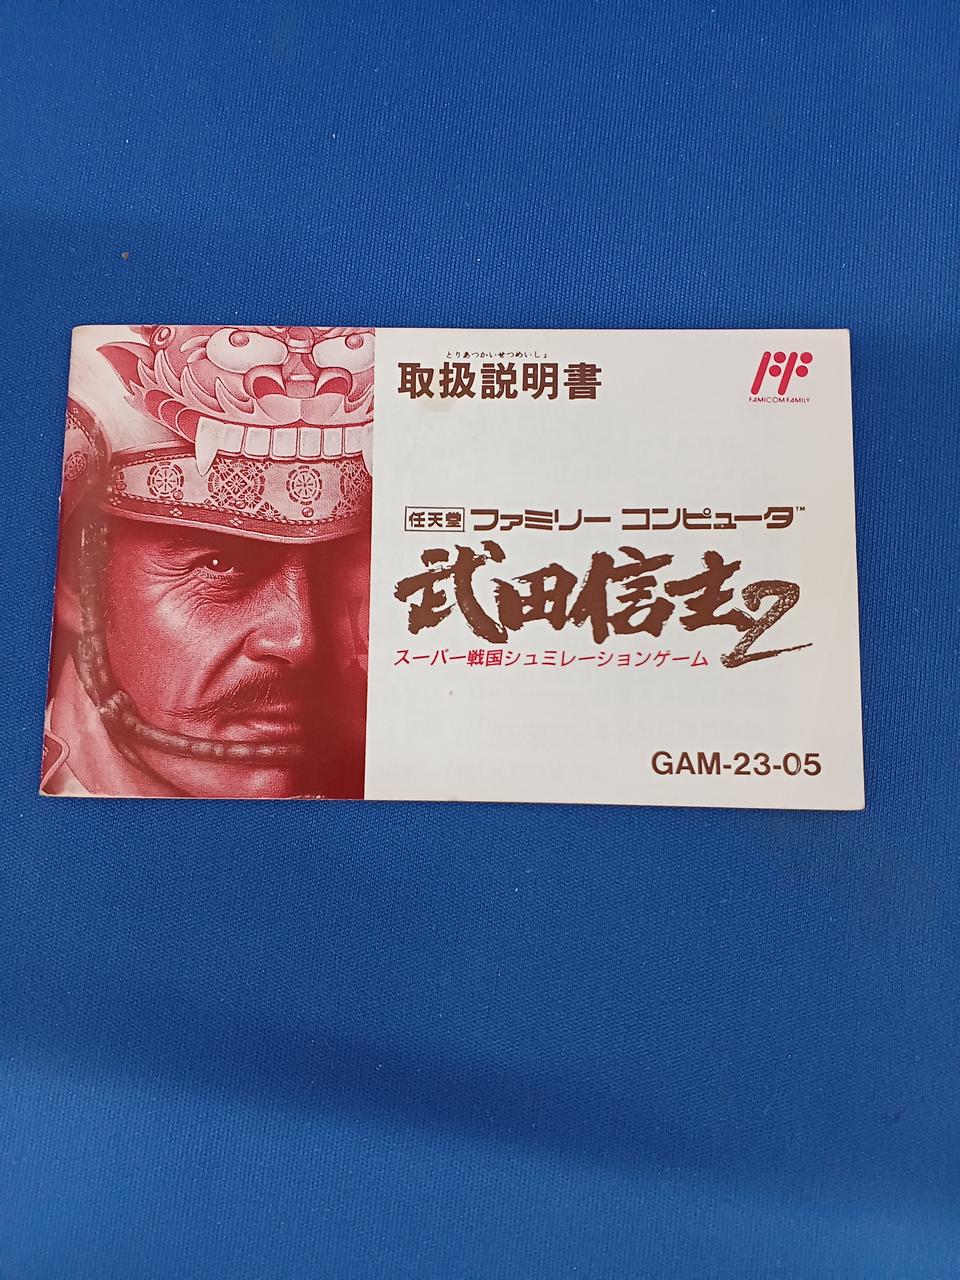 とりあつかいせつめいしょ
取扱説明書
FAMICOM FAMILY
任天堂 ファミリー コンピュータ™
武田信玄2
スーパー戦国シュミレーションゲーム
GAM-23-05